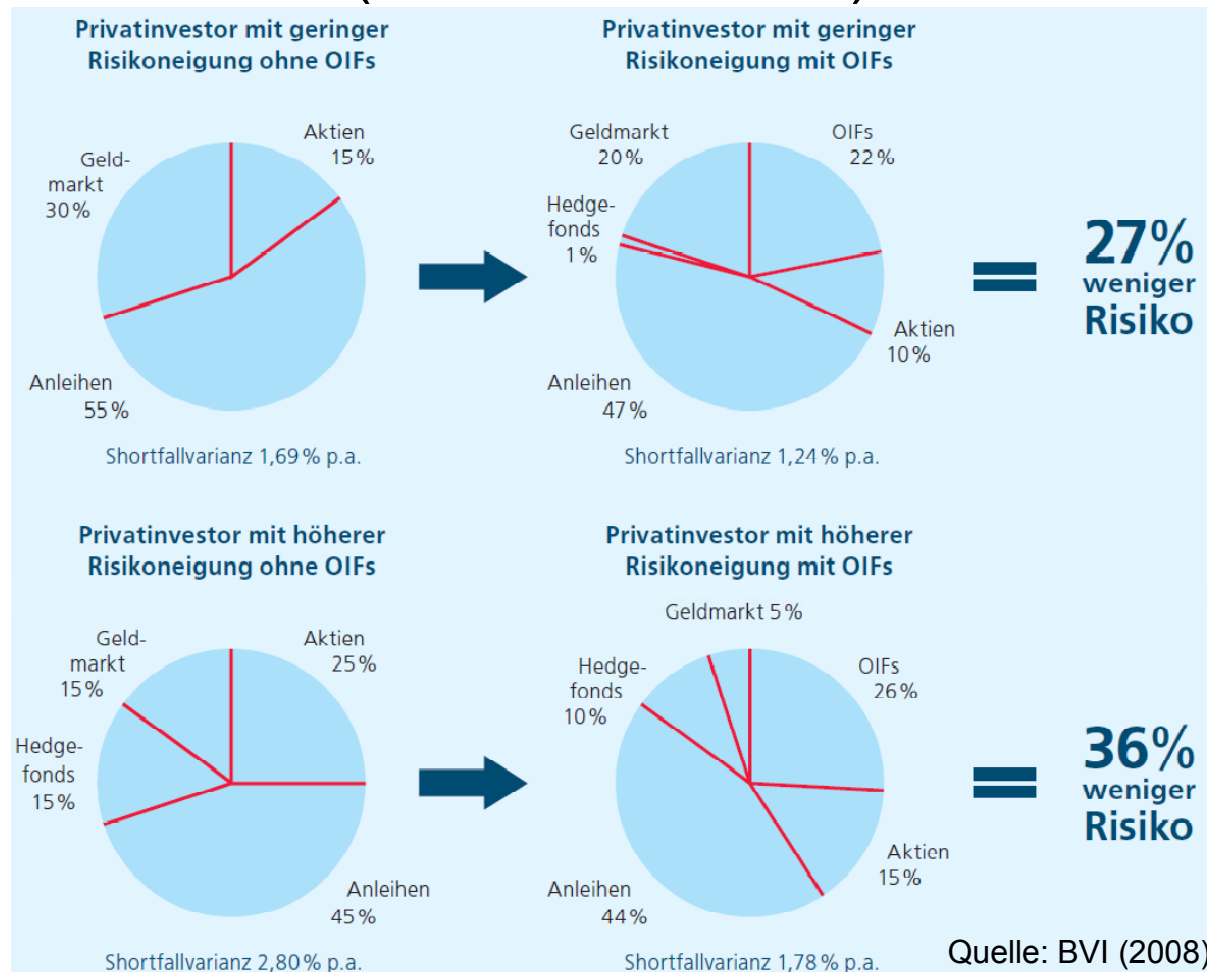 Privatinvestor mit geringer
Risikoneigung ohne OIFs
Aktien
15%
Geld-
markt
30%
Anleihen
55%
Shortfallvarianz 1,69% p.a.
Privatinvestor mit geringer
Risikoneigung mit OIFs
Geldmarkt
20%
OIFs
22%
Hedge-
fonds
1%
Aktien
10%
Anleihen
47%
Shortfallvarianz 1,24% p.a.
27%
weniger
Risiko
Privatinvestor mit höherer
Risikoneigung ohne OIFs
Geld-
markt
15%
Aktien
25%
Hedge-
fonds
15%
Anleihen
45%
Shortfallvarianz 2,80% p.a.
Privatinvestor mit höherer
Risikoneigung mit OIFs
Geldmarkt 5%
Hedge-
fonds
10%
OIFs
26%
Aktien
15%
Anleihen
44%
Shortfallvarianz 1,78% p.a.
36%
weniger
Risiko
Quelle: BVI (2008)